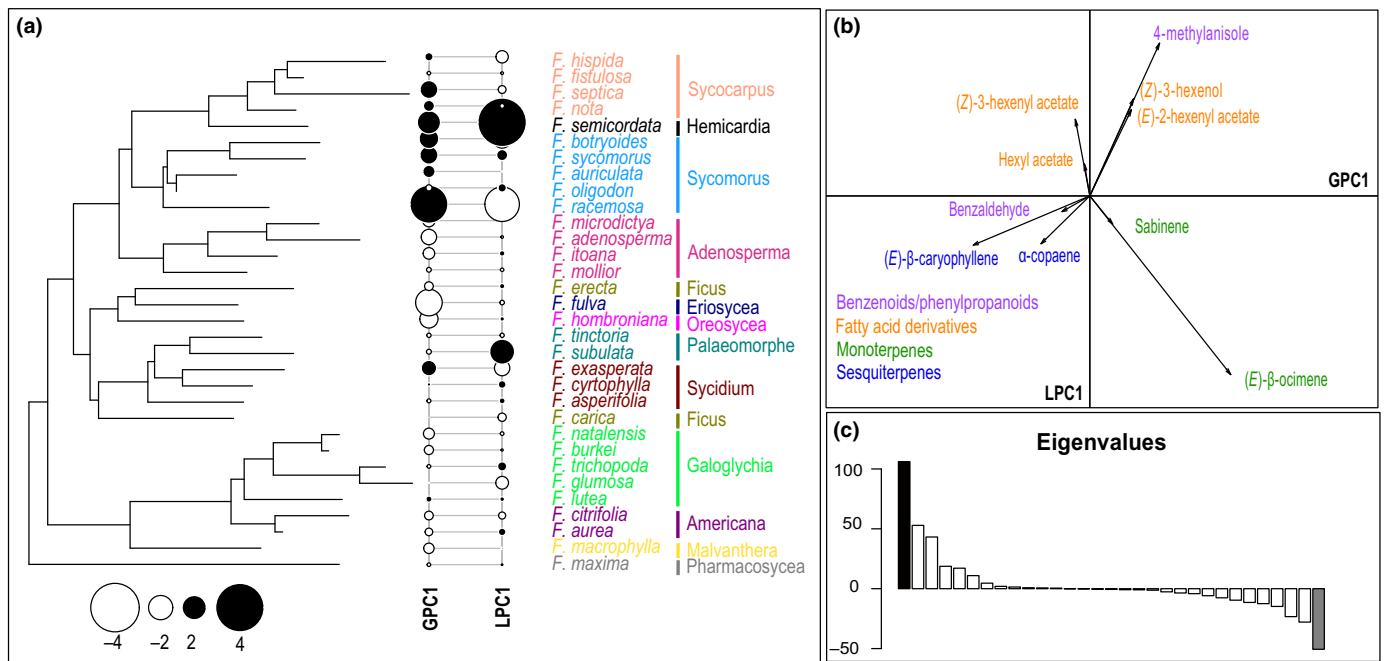 (a)
F. hispida
F. fistulosa
F. septica
F. nota
Sycocarpus
F. semicordata
Hemicardia
F. botryoides
F. sycomorus
F. auriculata
F. oligodon
F. racemosa
Sycomorus
F. microdictya
F. adenosperma
F. itoana
F. mollior
Adenosperma
F. erecta
Ficus
F. fulva
Eriosycea
F. hombroniana
Oreosycea
F. tinctoria
F. subulata
Palaeomorphe
F. exasperata
F. cyrtophylla
F. asperifolia
Sycidium
F. carica
Ficus
F. natalensis
F. burkei
F. trichopoda
F. glumosa
F. lutea
Galoglychia
F. citrifolia
F. aurea
Americana
F. macrophylla
Malvanthera
F. maxima
Pharmacosycea
–4
–2
2
4
GPC1
LPC1
(b)
4-methylanisole
(Z)-3-hexenyl acetate
(Z)-3-hexenol
(E)-2-hexenyl acetate
Hexyl acetate
GPC1
Benzaldehyde
Sabinene
(E)-β-caryophyllene
α-copaene
Benzenoids/phenylpropanoids
Fatty acid derivatives
Monoterpenes
Sesquiterpenes
(E)-β-ocimene
LPC1
(c)
Eigenvalues
100
50
0
–50